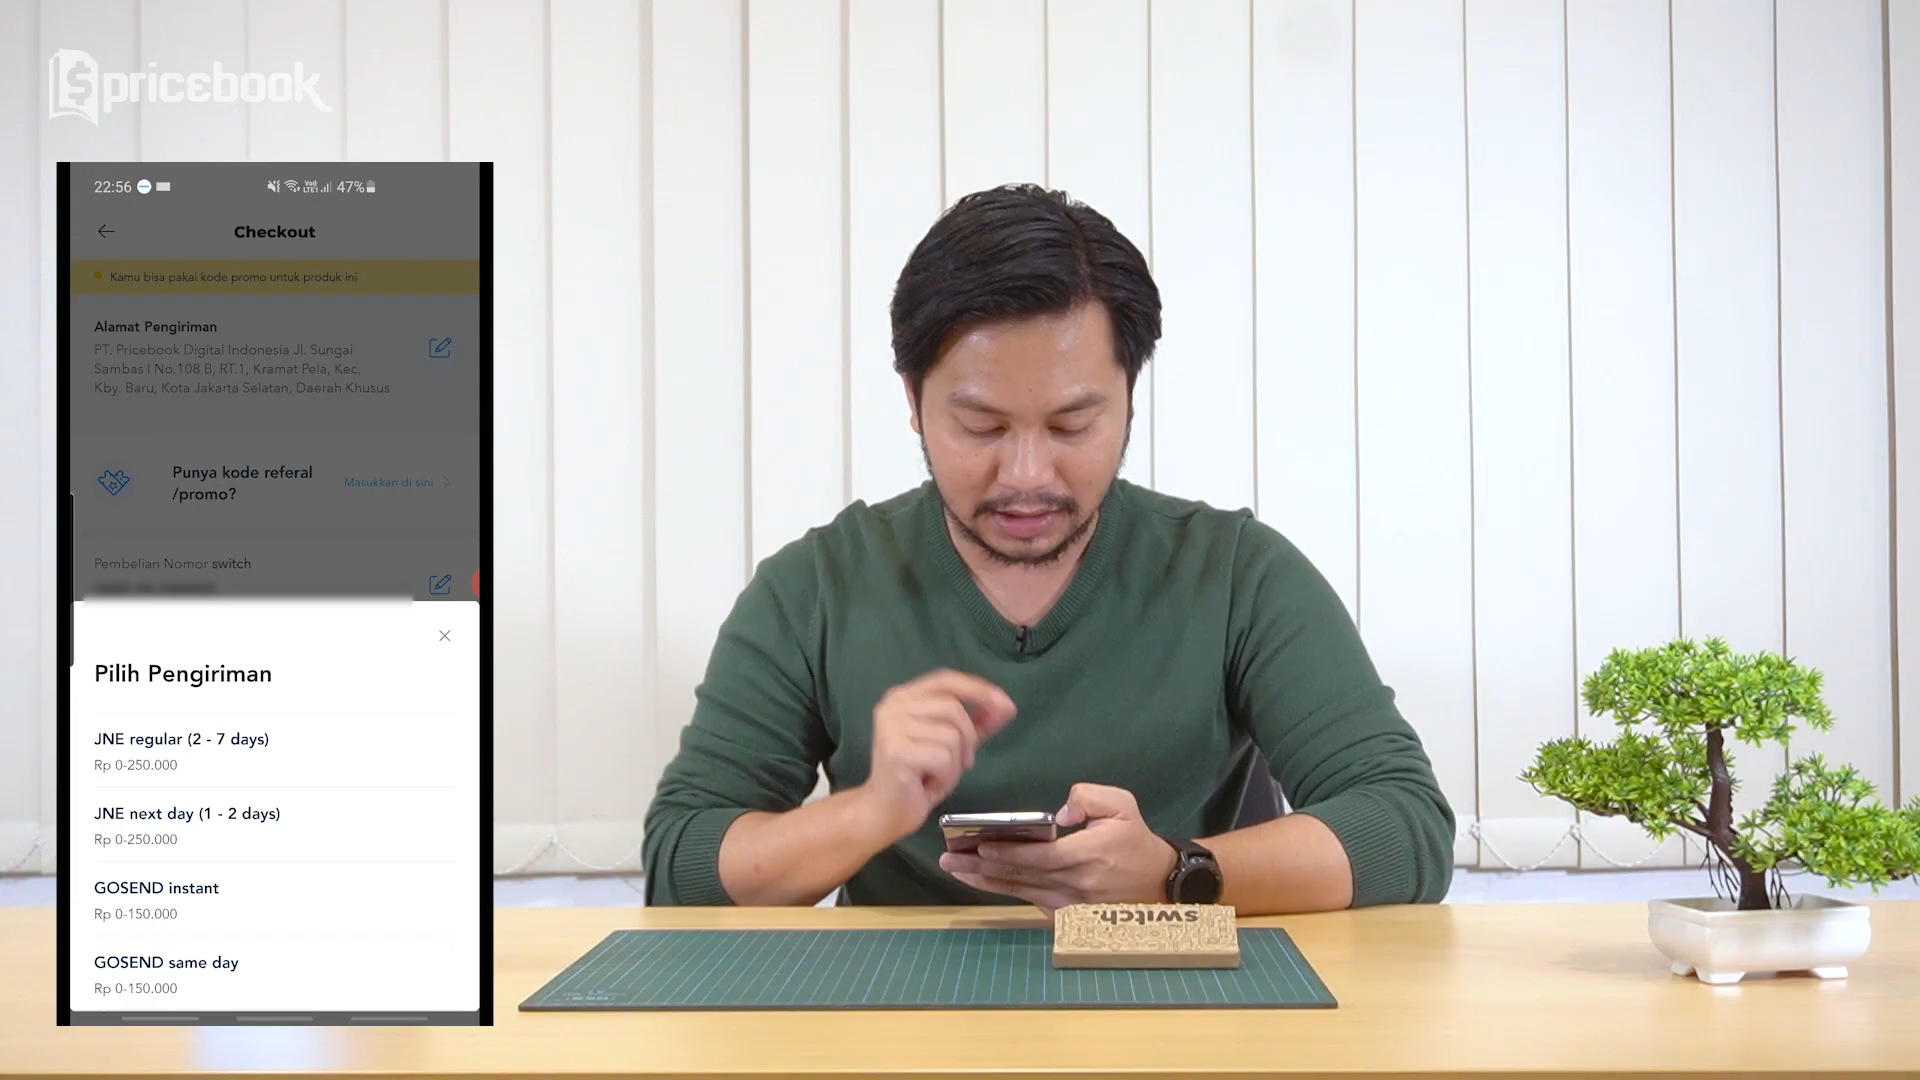 pricebook
22:56
47%
Checkout
Kamu bisa pakai kode promo untuk produk ini
Alamat Pengiriman
PT. Pricebook Digital Indonesia Jl. Sungai
Sambas I No.108 B, RT.1, Kramat Pela, Kec.
Kby. Baru, Kota Jakarta Selatan, Daerah Khusus
Punya kode referal
/promo?
Masukkan di sini
Pembelian Nomor switch
Pilih Pengiriman
JNE regular (2 - 7 days)
Rp 0-250.000
JNE next day (1 - 2 days)
Rp 0-250.000
GOSEND instant
Rp 0-150.000
GOSEND same day
Rp 0-150.000
switch.